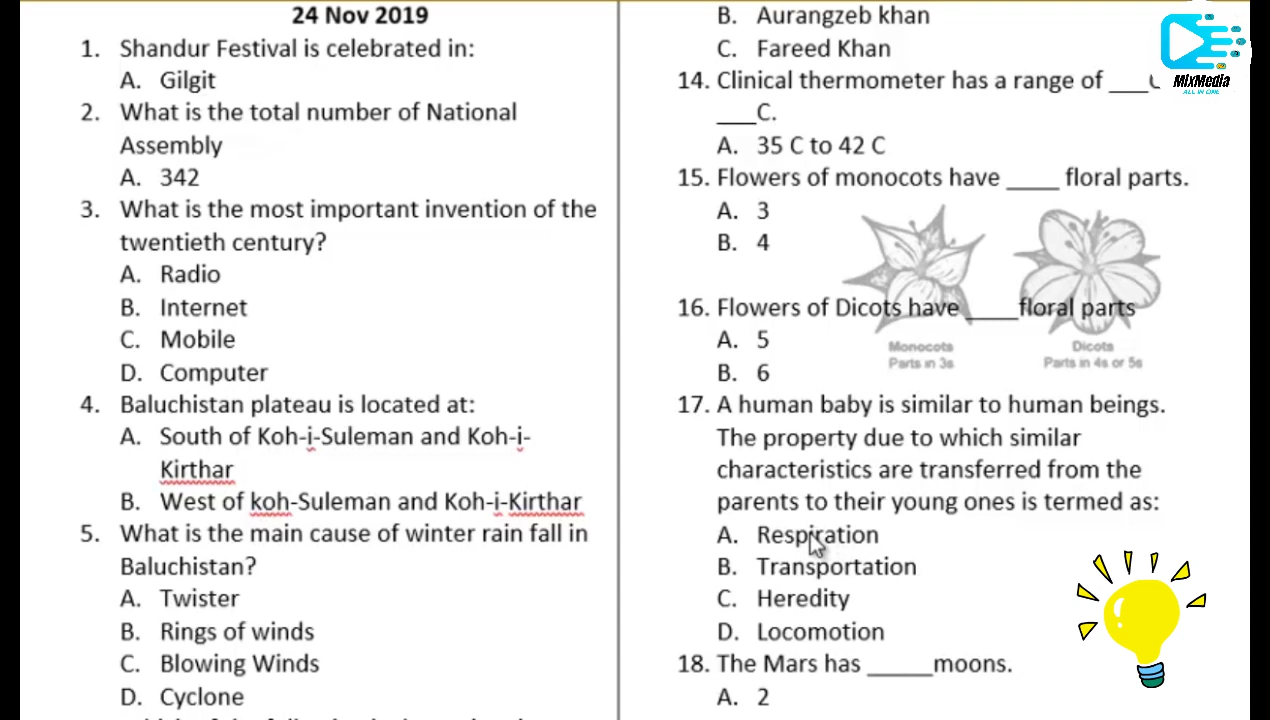 24 Nov 2019
1. Shandur Festival is celebrated in:
A. Gilgit
2. What is the total number of National
Assembly
A. 342
3. What is the most important invention of the
twentieth century?
A. Radio
B. Internet
C. Mobile
D. Computer
4. Baluchistan plateau is located at:
A. South of Koh-i-Suleman and Koh-i-
Kirthar
B. West of koh-Suleman and Koh-i-Kirthar
5. What is the main cause of winter rain fall in
Baluchistan?
A. Twister
B. Rings of winds
C. Blowing Winds
D. Cyclone
B. Aurangzeb khan
C. Fareed Khan
14. Clinical thermometer has a range of ___
___C.
A. 35 C to 42 C
15. Flowers of monocots have ____ floral parts.
A. 3
B. 4
16. Flowers of Dicots have ____floral parts
A. 5
B. 6
Monocots
Parts in 3s
Dicots
Parts in 4s or 5s
17. A human baby is similar to human beings.
The property due to which similar
characteristics are transferred from the
parents to their young ones is termed as:
A. Respiration
B. Transportation
C. Heredity
D. Locomotion
18. The Mars has _____moons.
A. 2
MixMedia
ALL IN ONE